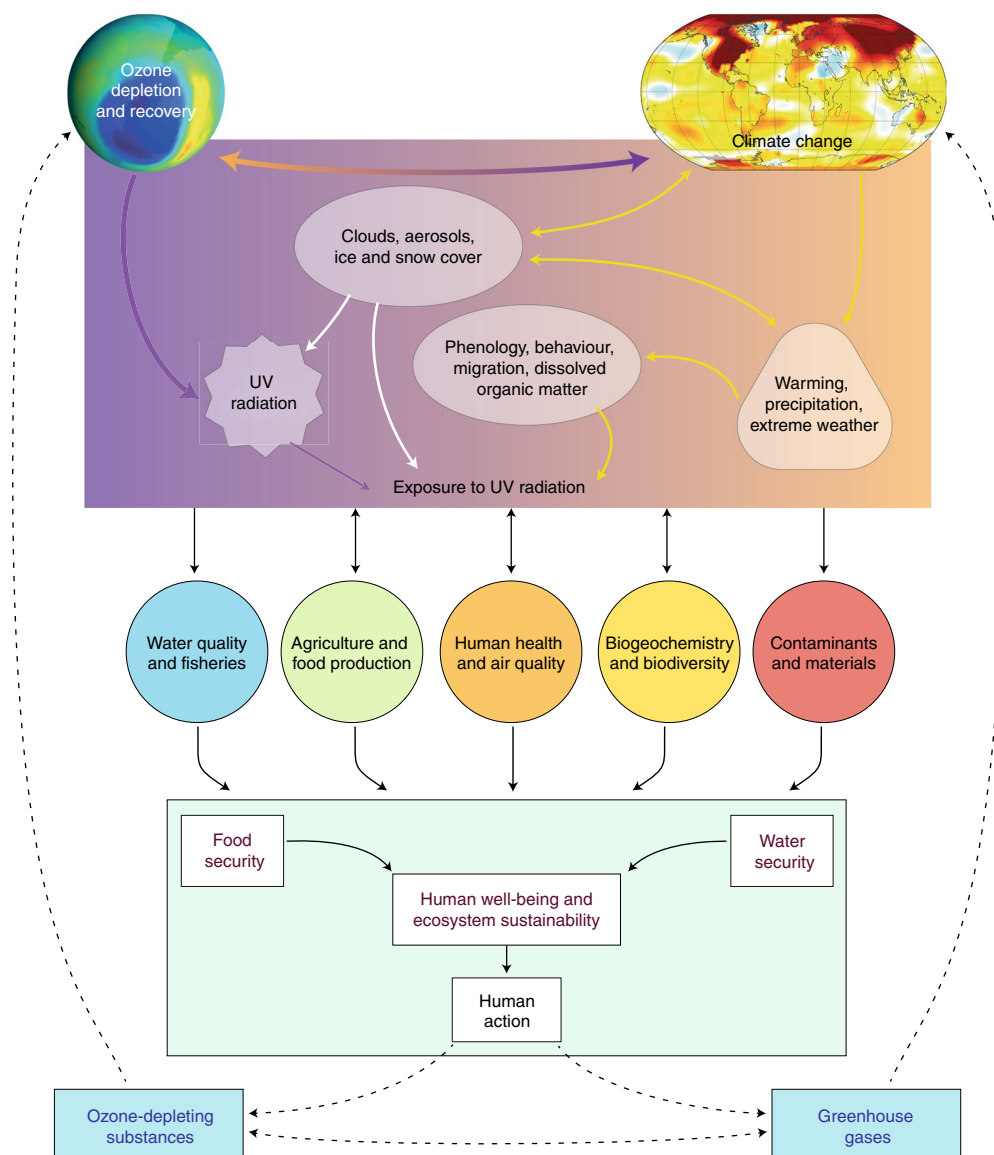 Ozone
depletion
and recovery
Climate change
Clouds, aerosols,
ice and snow cover
Phenology, behaviour,
migration, dissolved
organic matter
UV
radiation
Warming,
precipitation,
extreme weather
Exposure to UV radiation
Water quality
and fisheries
Agriculture and
food production
Human health
and air quality
Biogeochemistry
and biodiversity
Contaminants
and materials
Food
security
Water
security
Human well-being and
ecosystem sustainability
Human
action
Ozone-depleting
substances
Greenhouse
gases